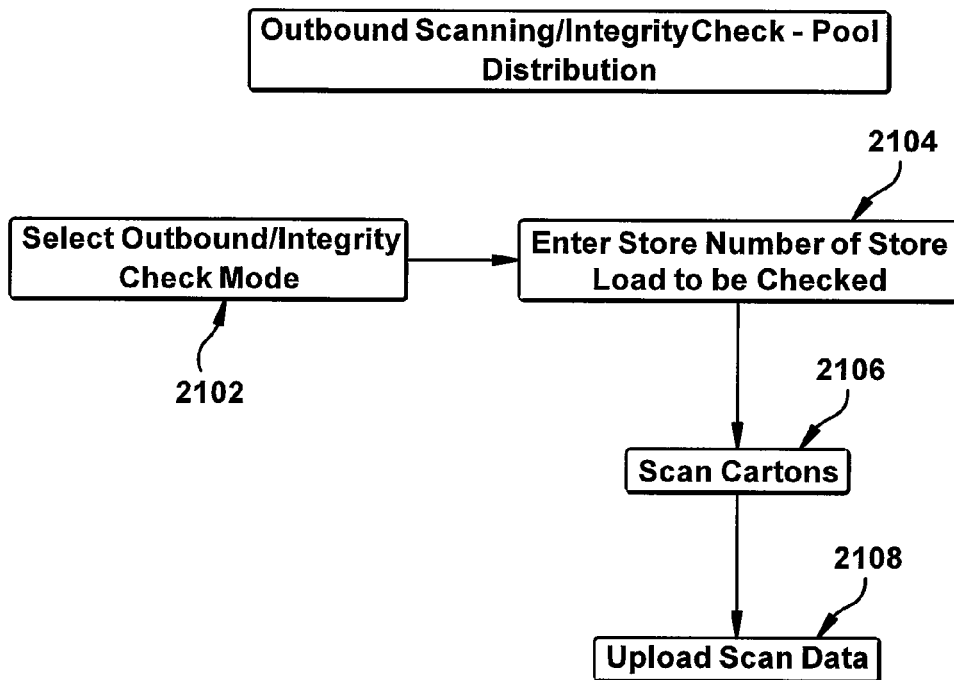 Outbound Scanning/Integrity Check - Pool
Distribution
2104
Select Outbound/Integrity
Check Mode
Enter Store Number of Store
Load to be Checked
2102
2106
Scan Cartons
2108
Upload Scan Data